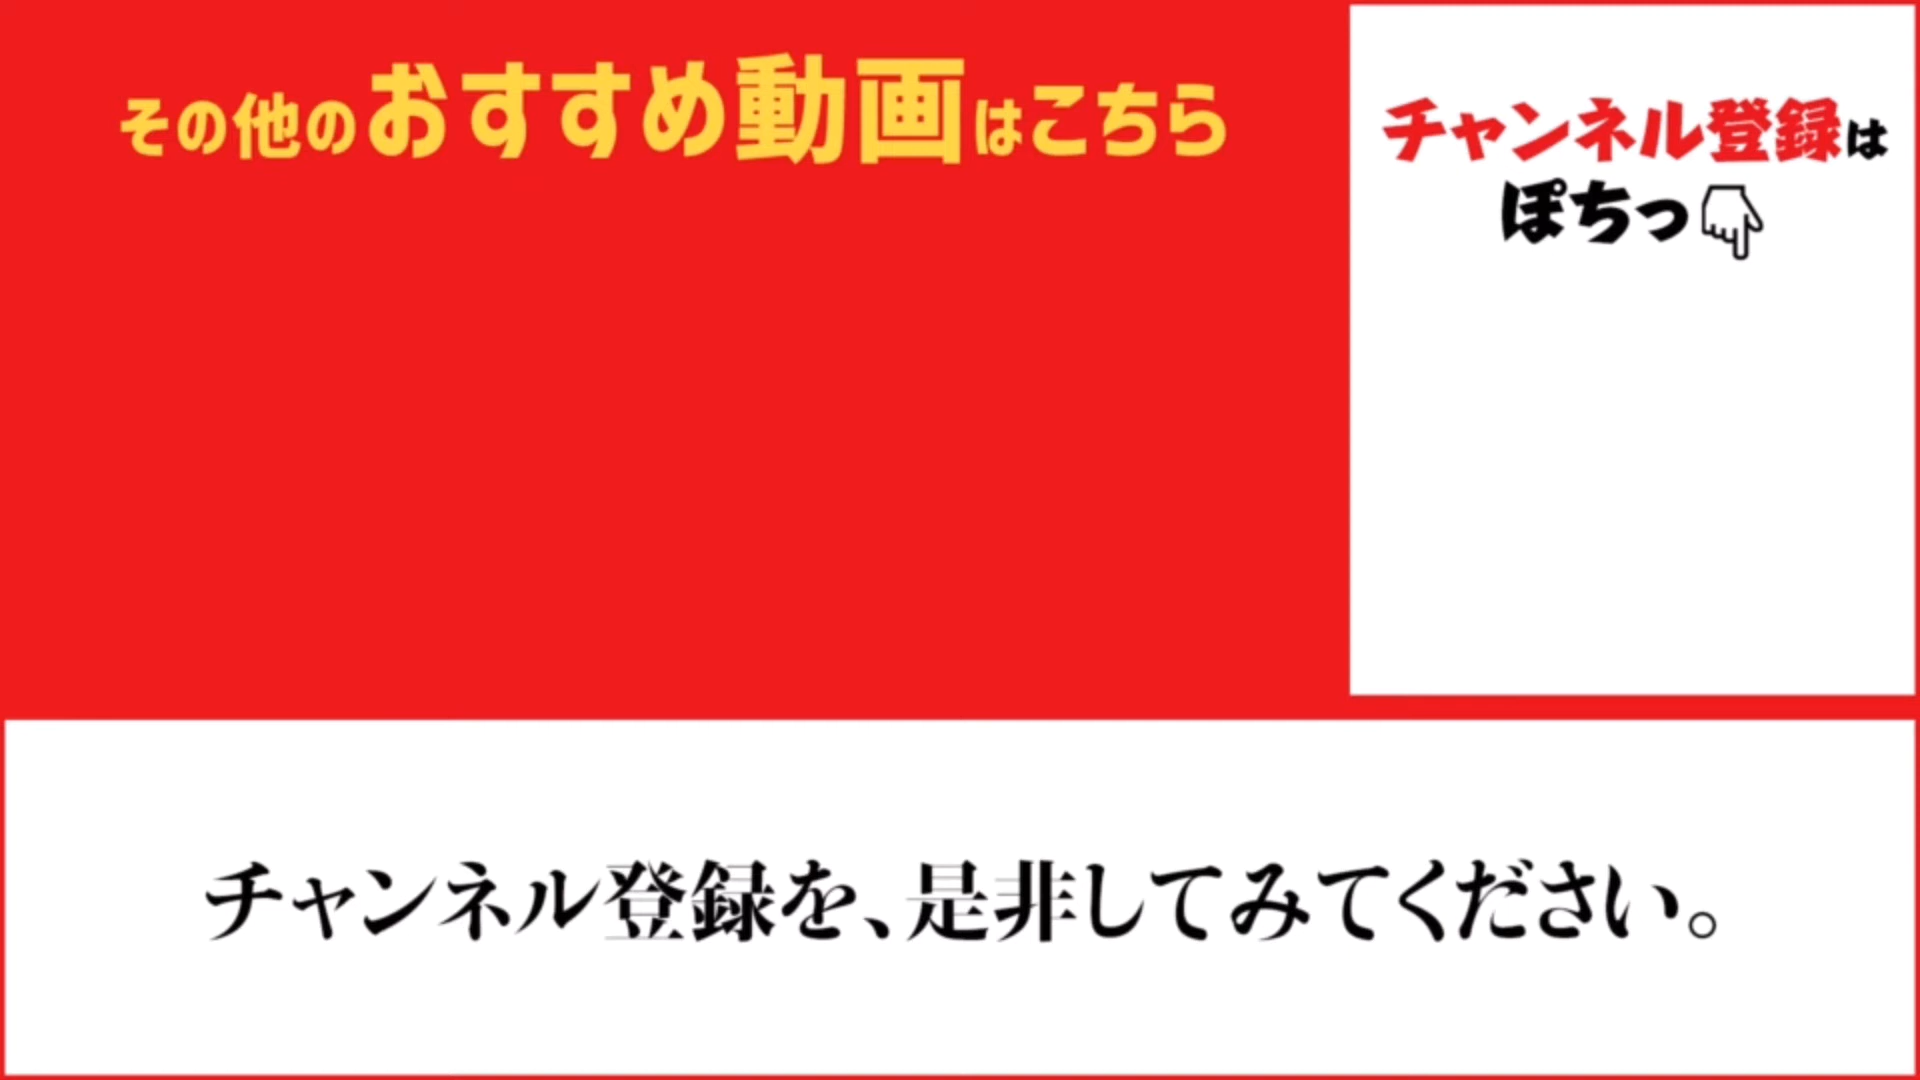 その他のおすすめ動画はこちら
チャンネル登録は
ぽちっ
チャンネル登録を、是非してみてください。